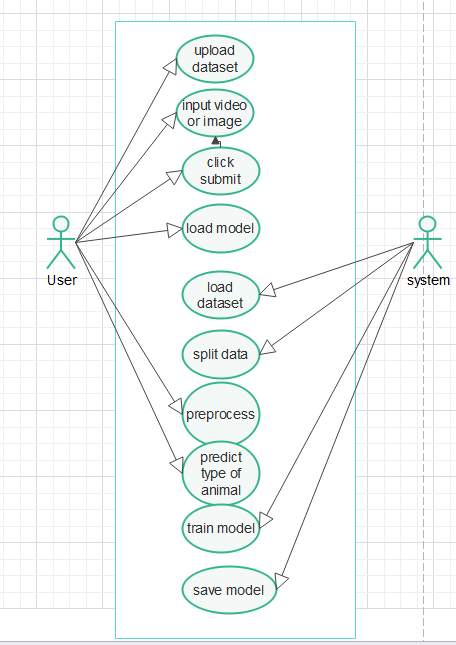 upload
dataset
input video
or image
click
submit
load model
User
load
dataset
system
split data
preprocess
predict
type of
animal
train model
save model